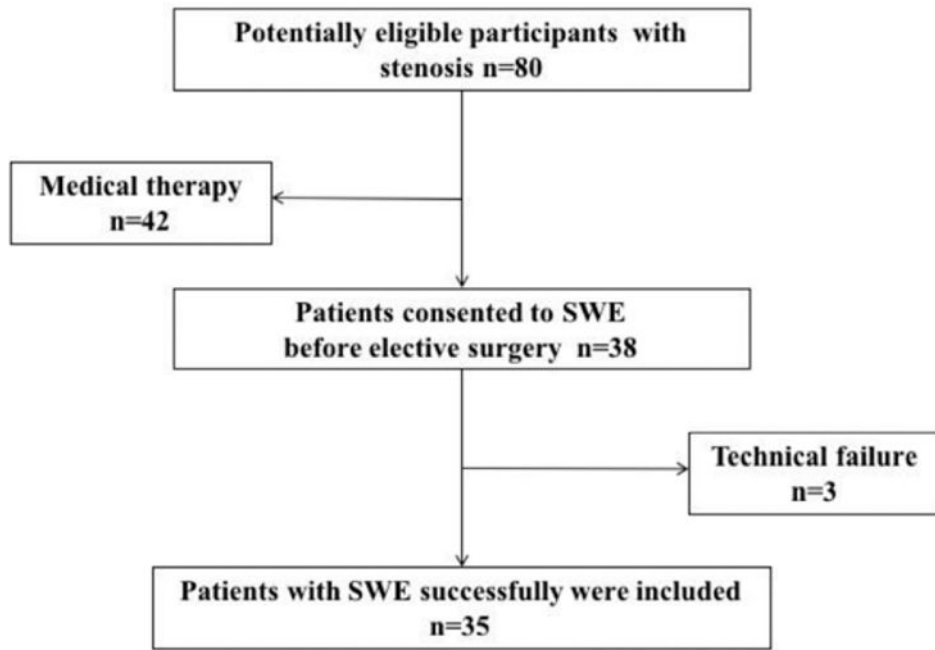 Potentially eligible participants with
stenosis n=80
Medical therapy
n=42
Patients consented to SWE
before elective surgery n=38
Technical failure
n=3
Patients with SWE successfully were included
n=35